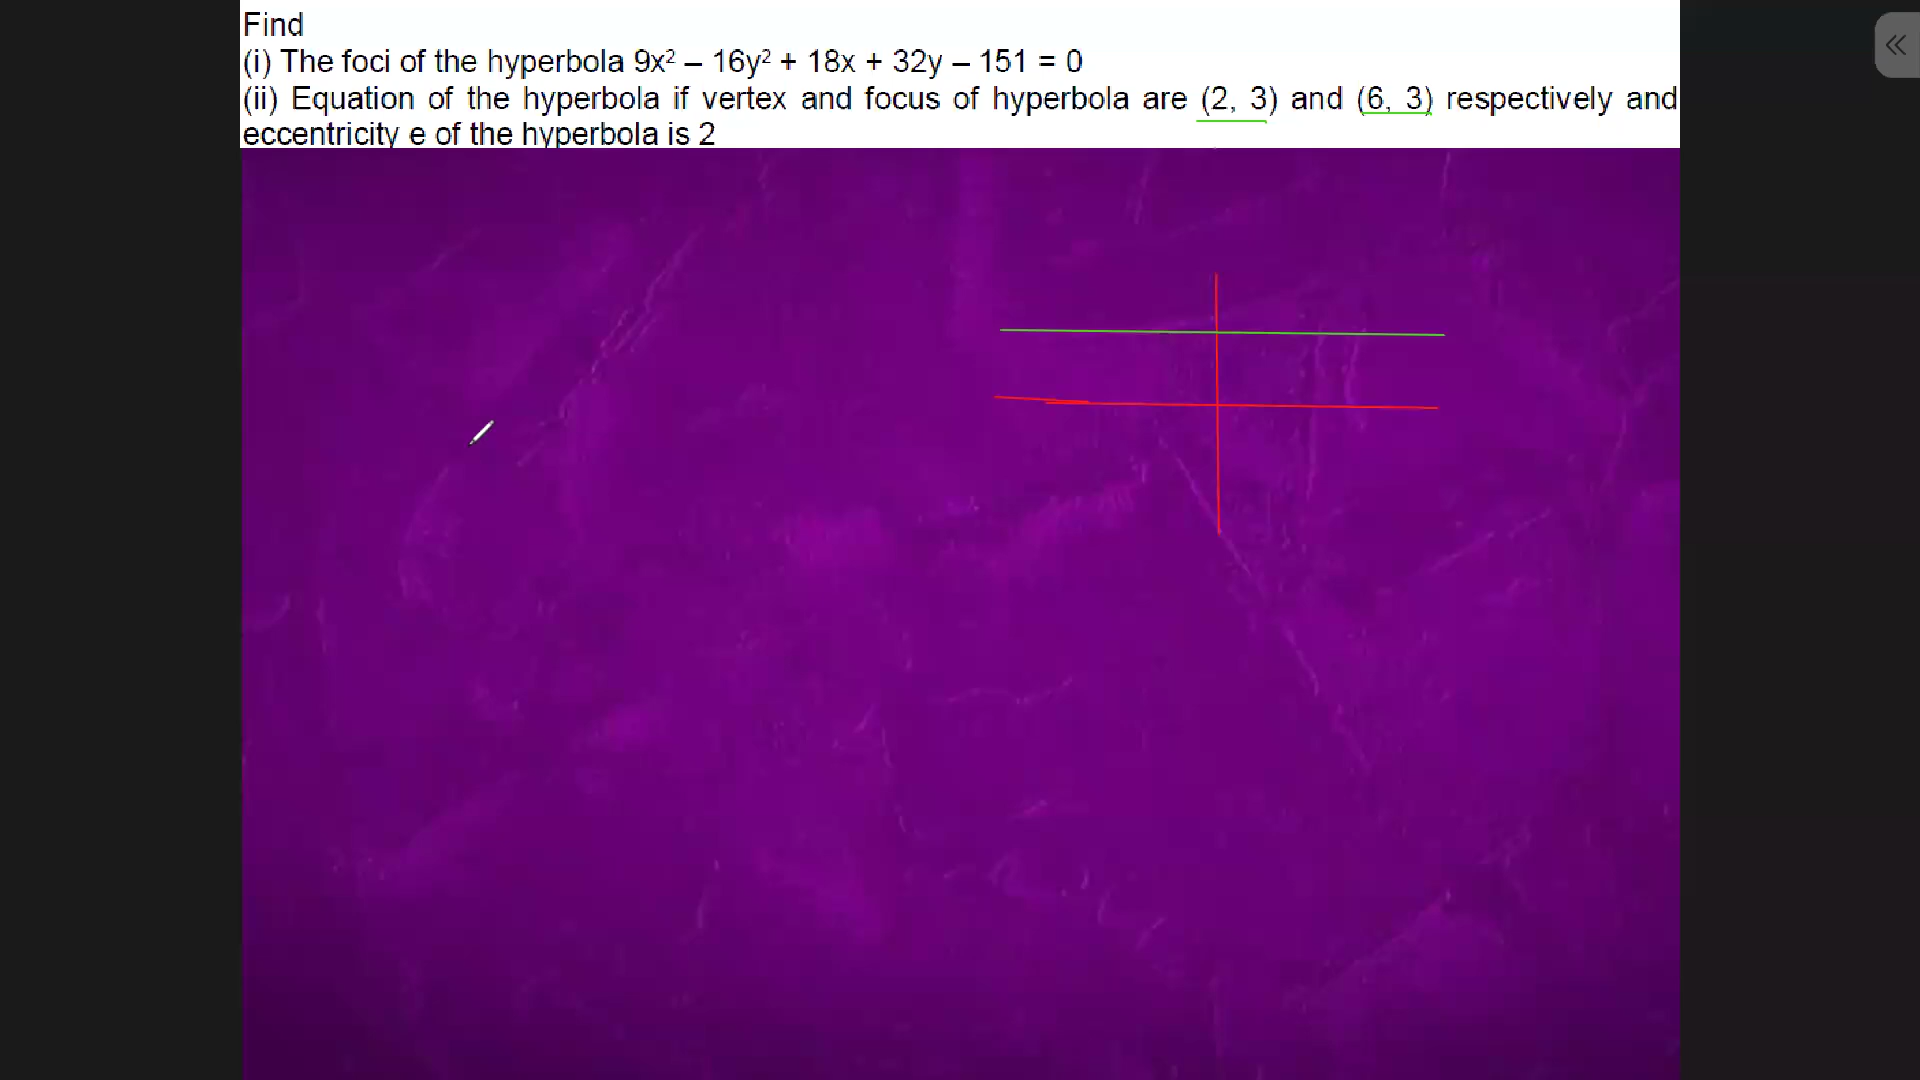 Find
(i) The foci of the hyperbola 9x² – 16y² + 18x + 32y – 151 = 0
(ii) Equation of the hyperbola if vertex and focus of hyperbola are (2, 3) and (6, 3) respectively and
eccentricity e of the hyperbola is 2